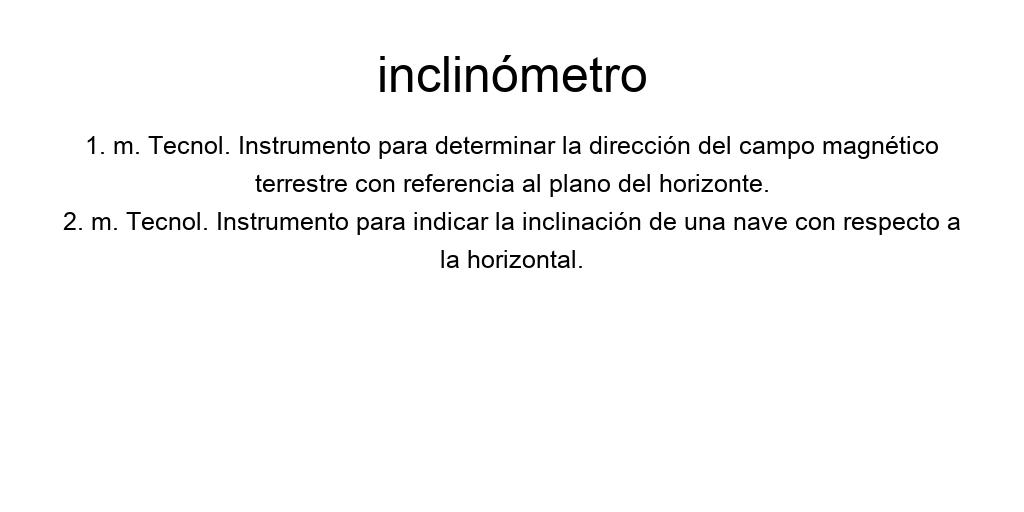 inclinómetro
1. m. Tecnol. Instrumento para determinar la dirección del campo magnético
terrestre con referencia al plano del horizonte.
2. m. Tecnol. Instrumento para indicar la inclinación de una nave con respecto a
la horizontal.